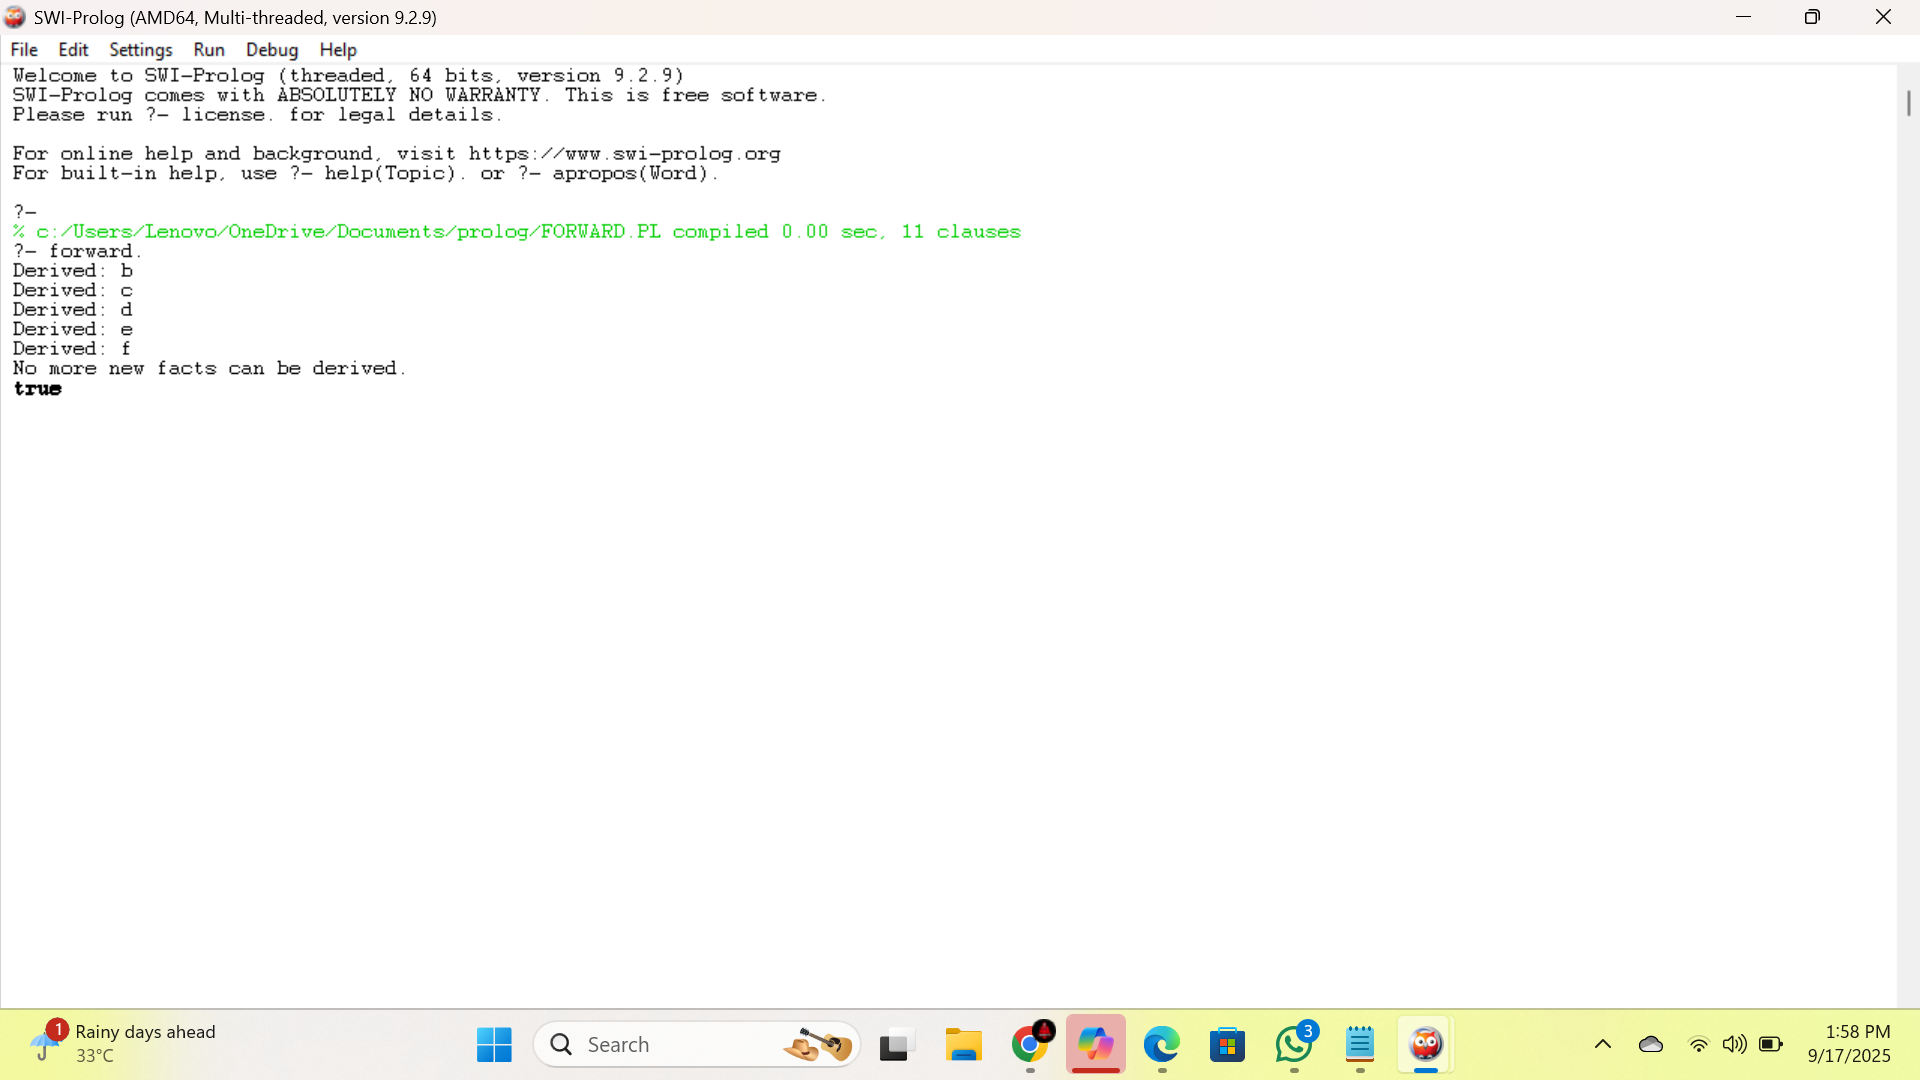 SWI-Prolog (AMD64, Multi-threaded, version 9.2.9)
File Edit Settings Run Debug Help
Welcome to SWI-Prolog (threaded, 64 bits, version 9.2.9)
SWI-Prolog comes with ABSOLUTELY NO WARRANTY. This is free software.
Please run ?- license. for legal details.
For online help and background, visit https://www.swi-prolog.org
For built-in help, use ?- help(Topic). or ?- apropos(Word).
?-
% c:/Users/Lenovo/OneDrive/Documents/prolog/FORWARD.PL compiled 0.00 sec, 11 clauses
?- forward.
Derived: b
Derived: c
Derived: d
Derived: e
Derived: f
No more new facts can be derived.
true
1 Rainy days ahead
33°C
Search
3
1:58 PM
9/17/2025